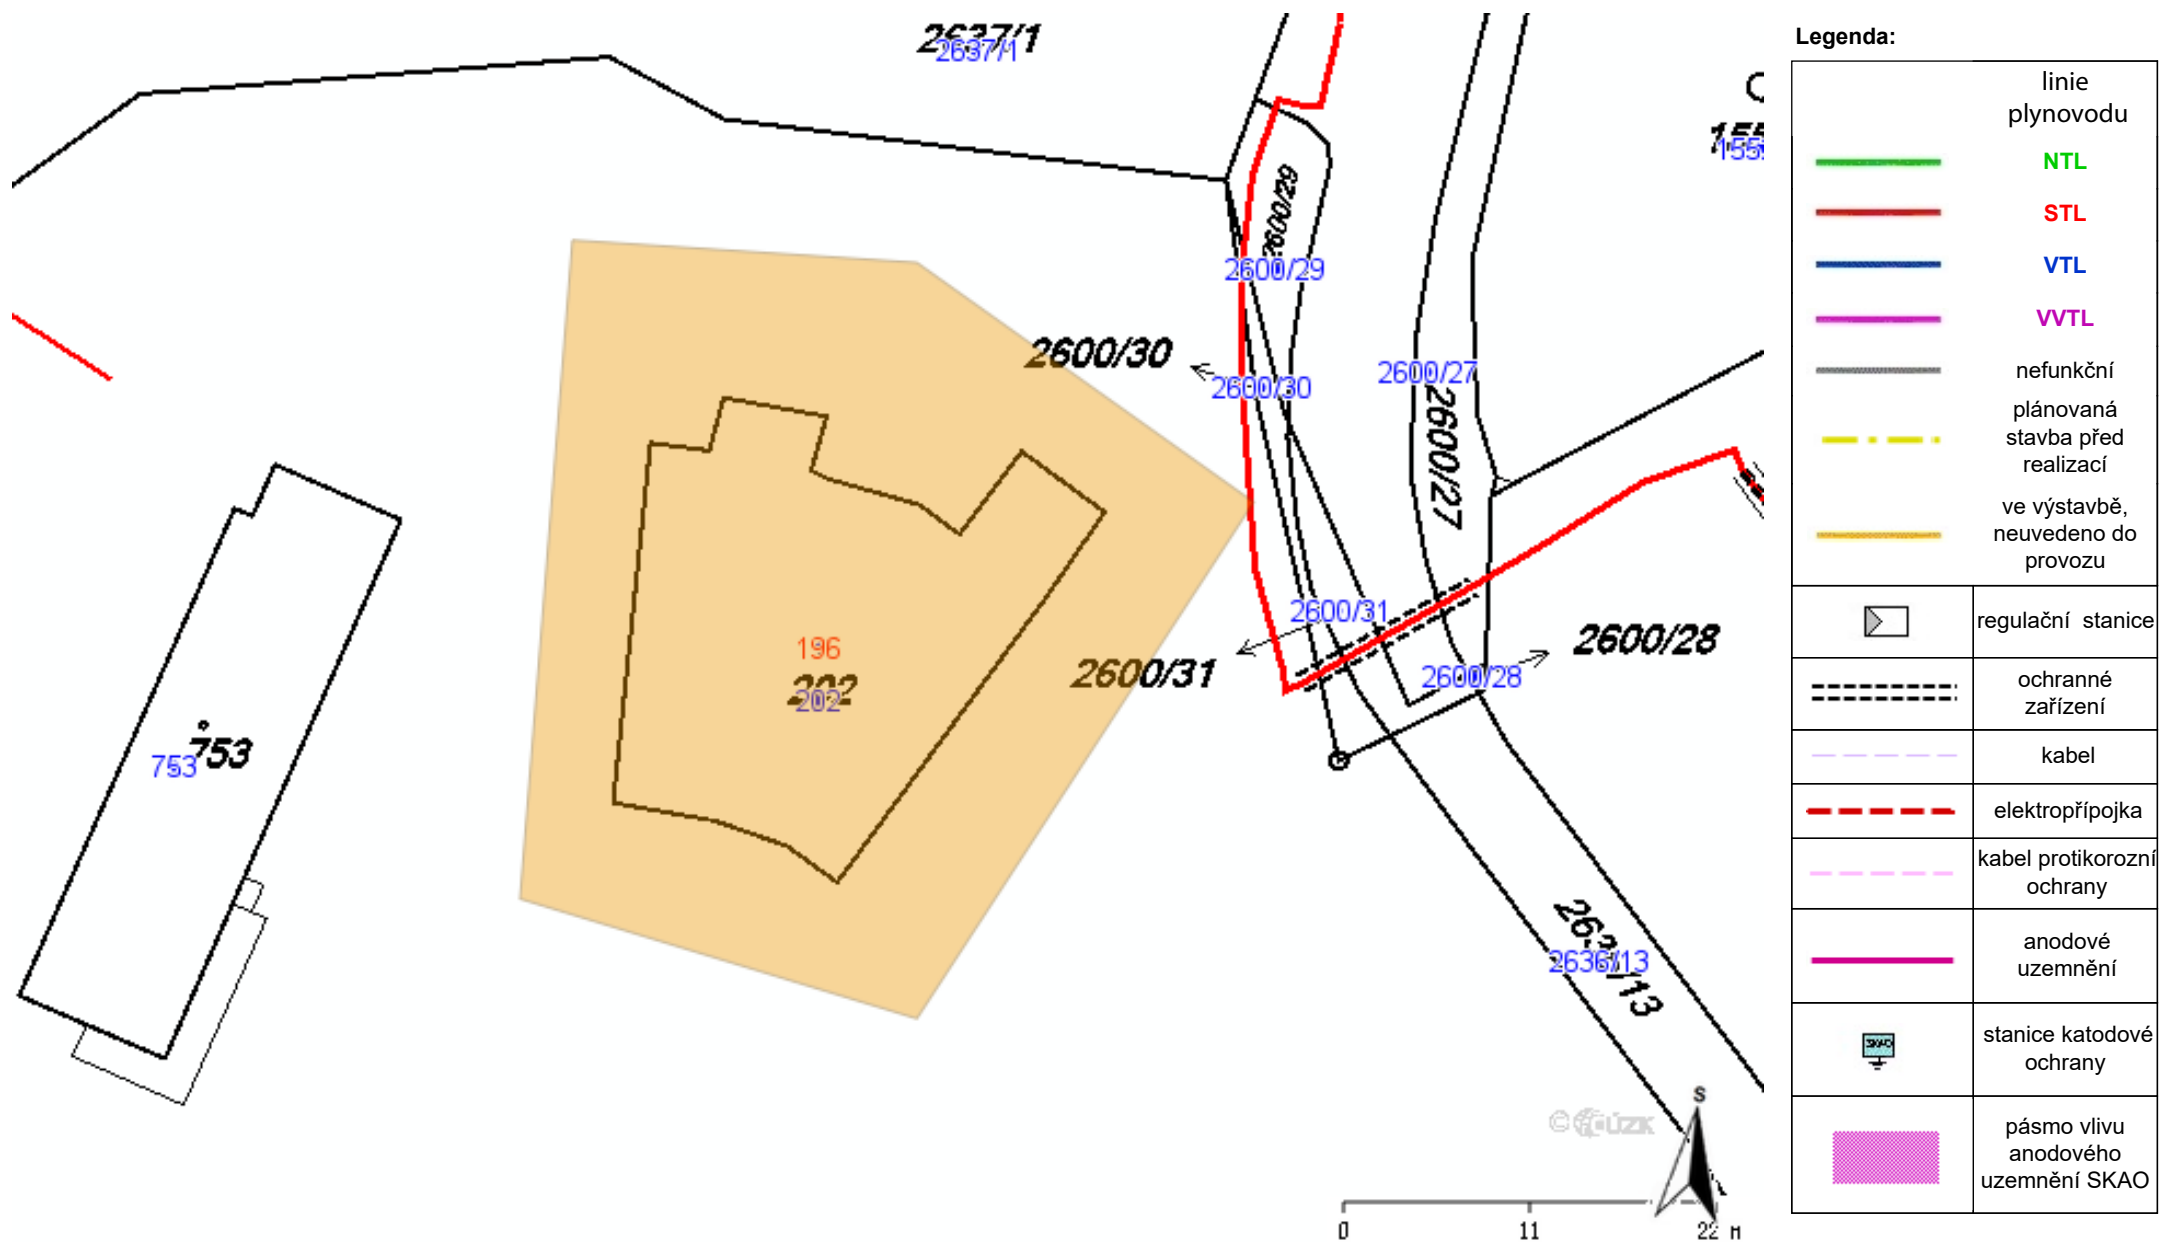 2637/1
2637/1
2600/29
2600/29
2600/30
2600/30
2600/27
2600/27
2600/31
2600/31
2600/28
2600/28
196
202
202
753
753
2636/13
S
0 11 22 M
Legenda:
linie
plynovodu
NTL
STL
VTL
VVTL
nefunkční
plánovaná
stavba před
realizací
ve výstavbě,
neuvedeno do
provozu
regulační stanice
ochranné
zařízení
kabel
elektropřípojka
kabel protikorozní
ochrany
anodové
uzemnění
SKAO
stanice katodové
ochrany
pásmo vlivu
anodového
uzemnění SKAO